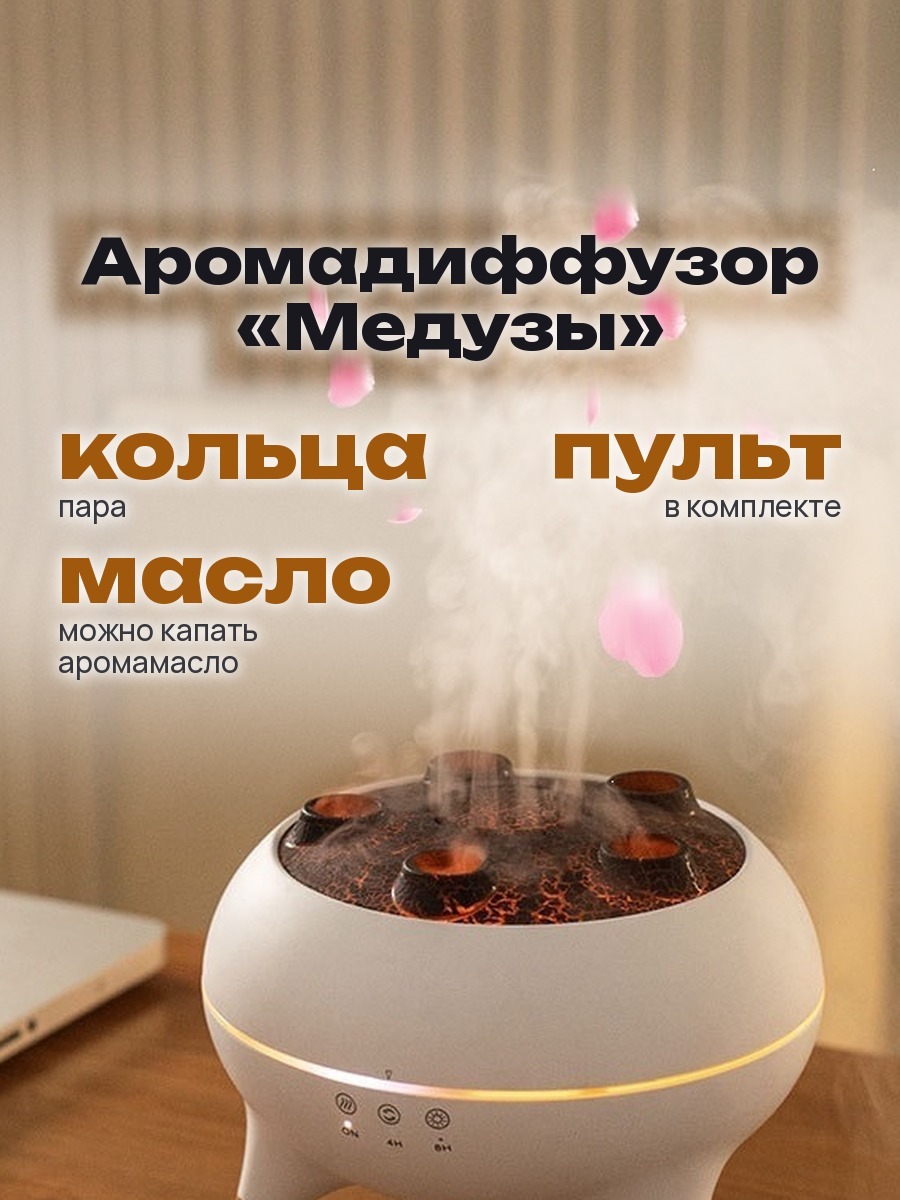 Аромадиффузор
«Медузы»
кольца
пара
пульт
в комплекте
масло
можно капать
аромамасло
ON
4H
8H